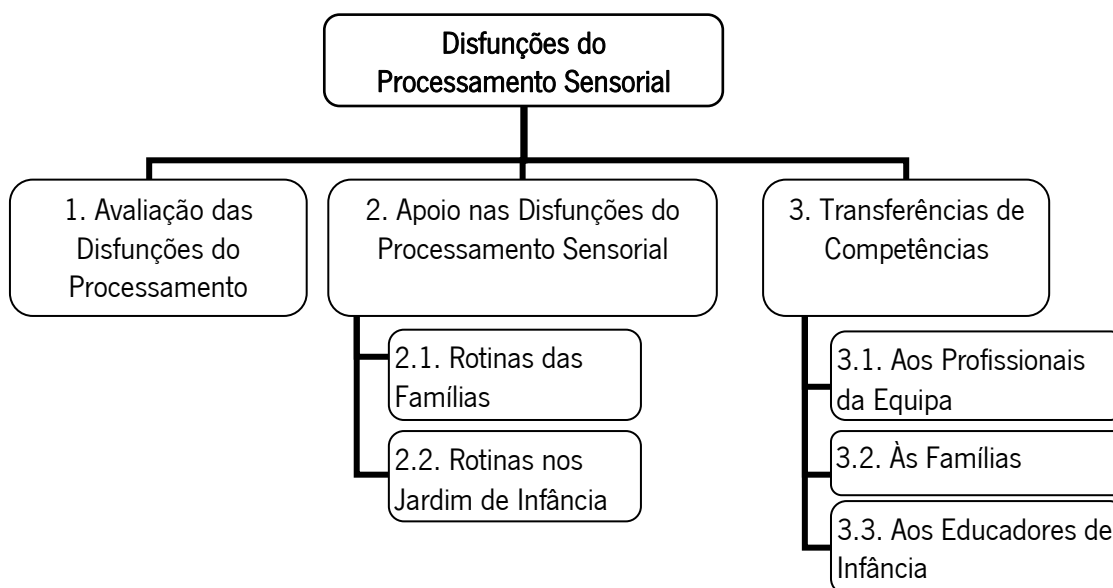 Disfunções do
Processamento Sensorial
1. Avaliação das
Disfunções do
Processamento
2. Apoio nas Disfunções do
Processamento Sensorial
3. Transferências de
Competências
2.1. Rotinas das
Famílias
2.2. Rotinas nos
Jardim de Infância
3.1. Aos Profissionais
da Equipa
3.2. Às Famílias
3.3. Aos Educadores de
Infância